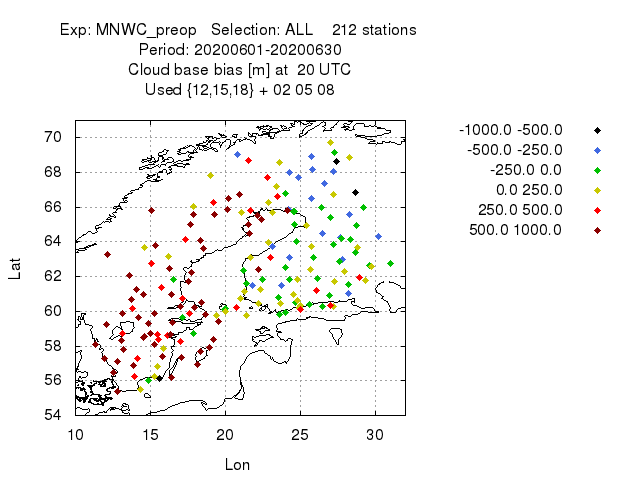 Exp: MNWC_preop Selection: ALL 212 stations
Period: 20200601-20200630
Cloud base bias [m] at 20 UTC
Used {12,15,18} + 02 05 08
-1000.0 -500.0
-500.0 -250.0
-250.0 0.0
0.0 250.0
250.0 500.0
500.0 1000.0
Lat
70
68
66
64
62
60
58
56
54
10 15 20 25 30
Lon